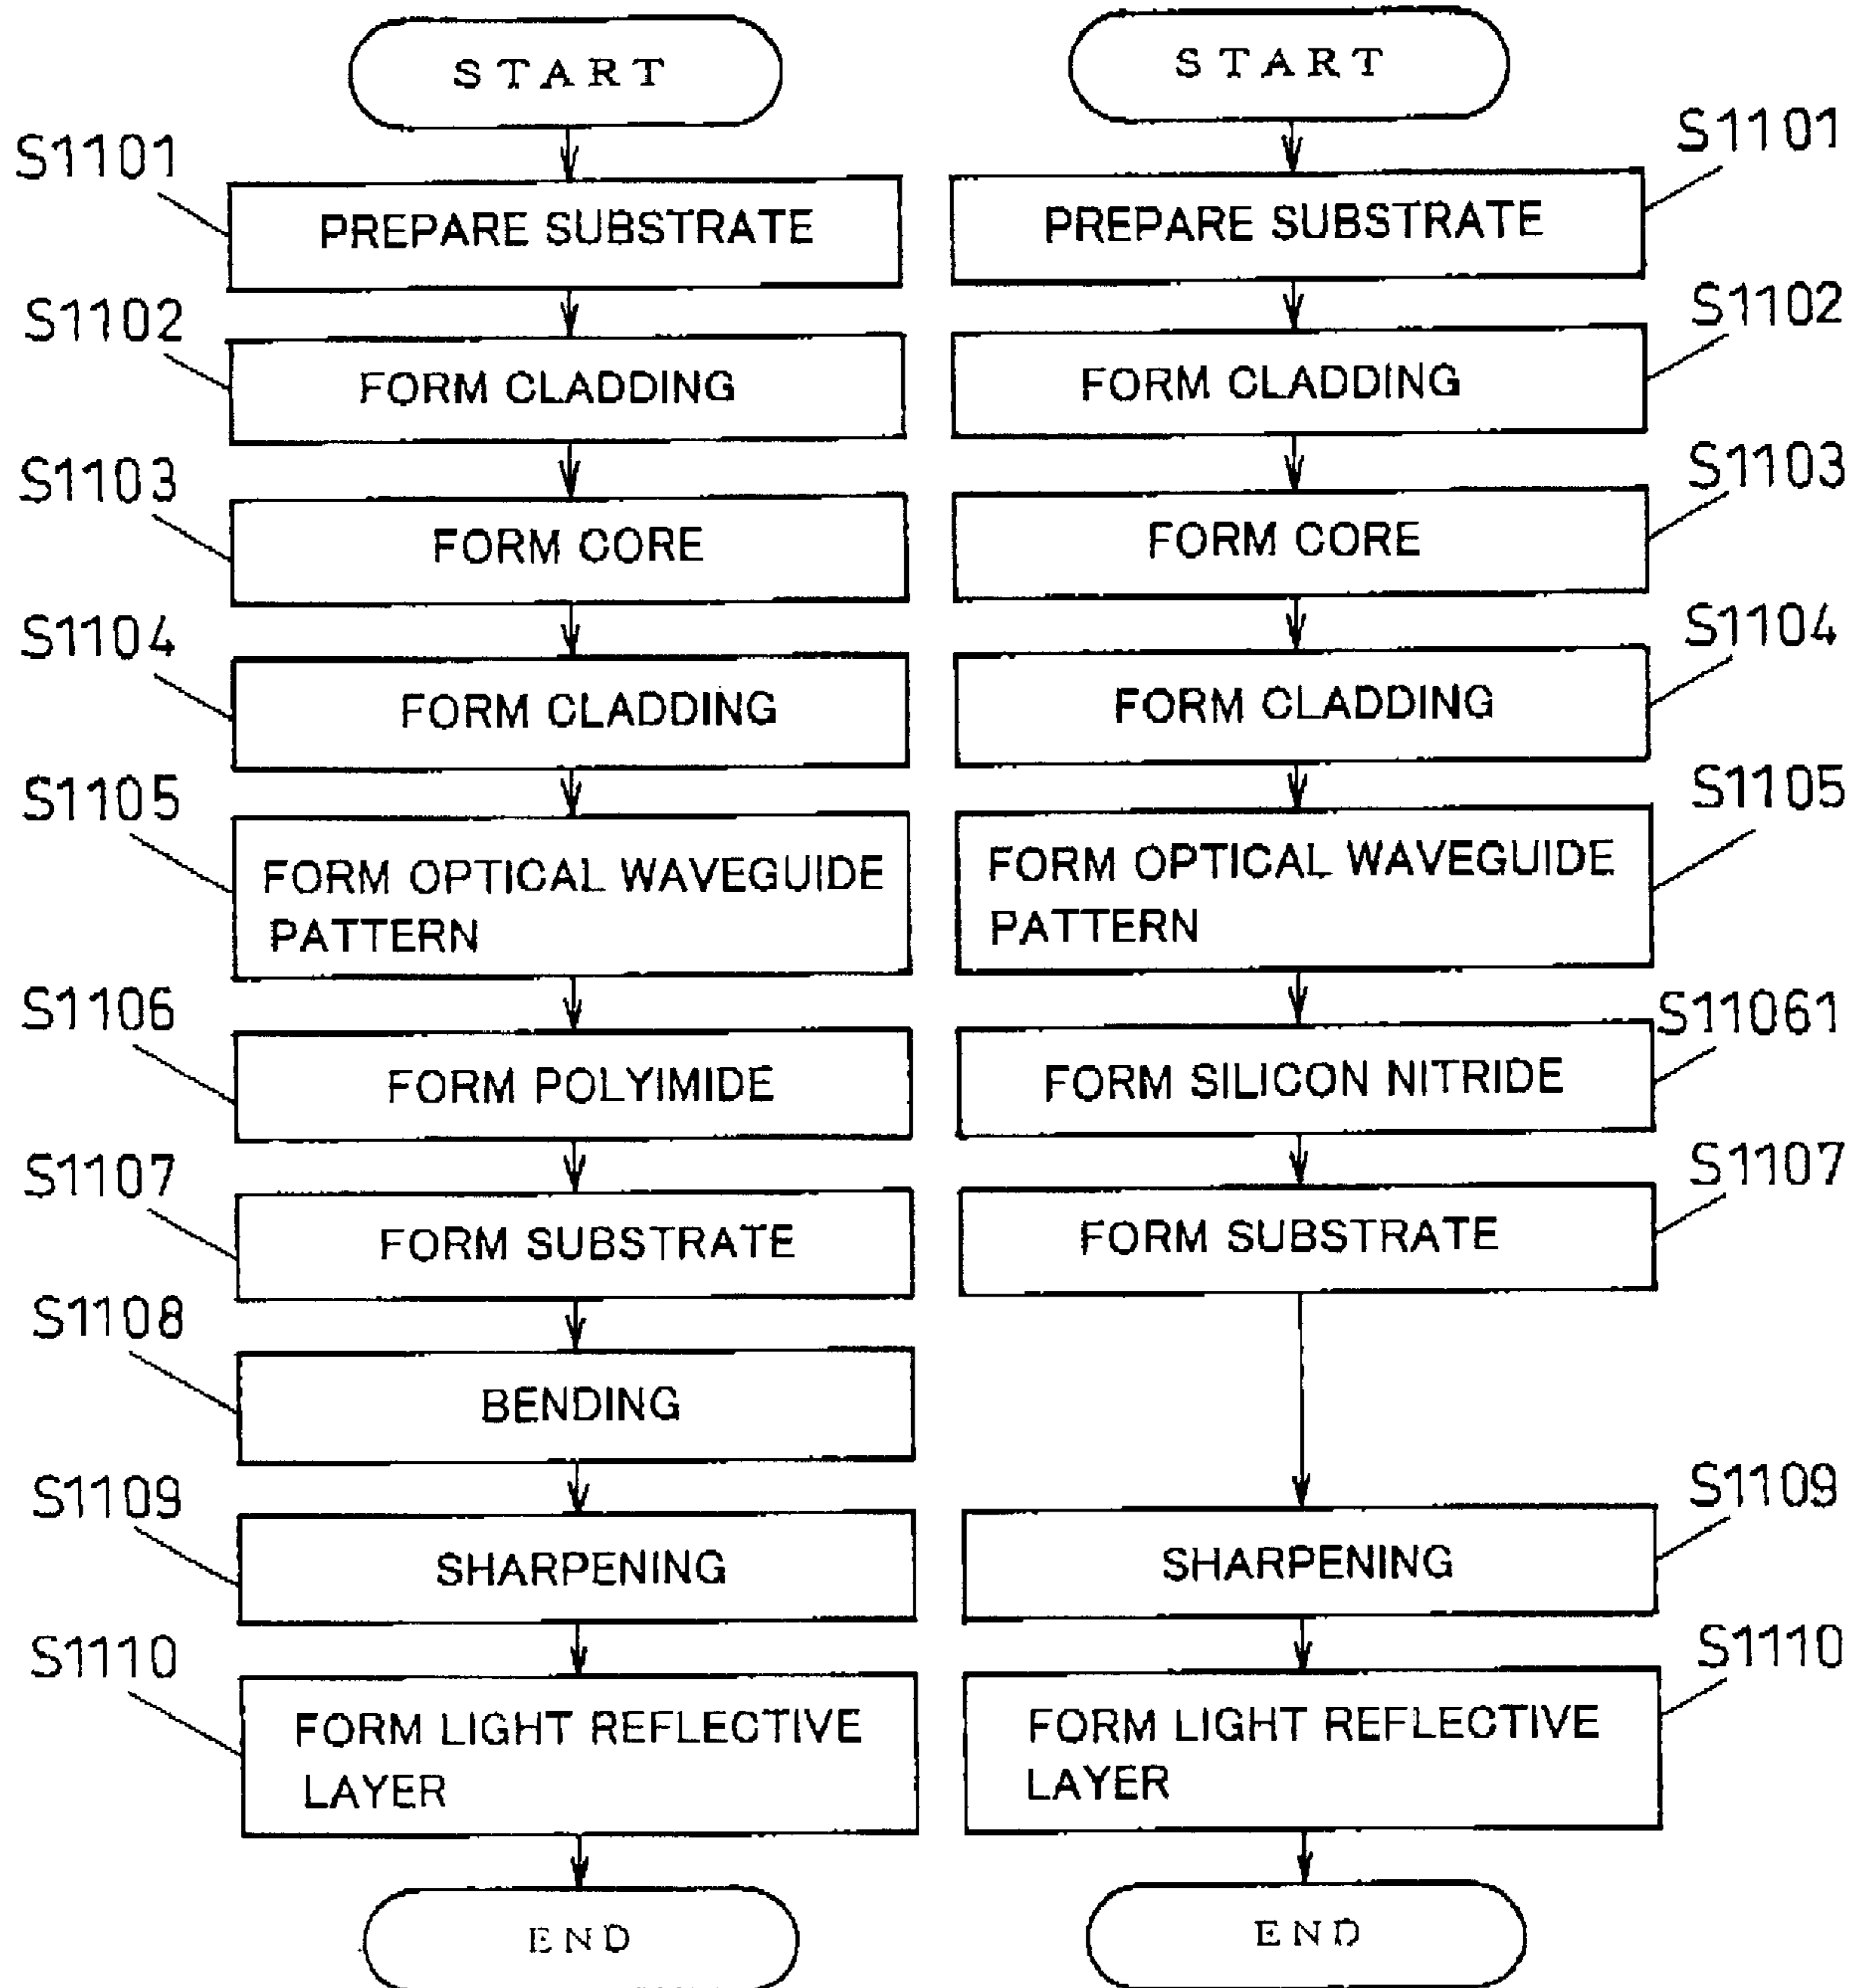 START
S1101
PREPARE SUBSTRATE
S1102
FORM CLADDING
S1103
FORM CORE
S1104
FORM CLADDING
S1105
FORM OPTICAL WAVEGUIDE
PATTERN
S1106
FORM POLYIMIDE
S1107
FORM SUBSTRATE
S1108
BENDING
S1109
SHARPENING
S1110
FORM LIGHT REFLECTIVE
LAYER
END
START
S1101
PREPARE SUBSTRATE
S1102
FORM CLADDING
S1103
FORM CORE
S1104
FORM CLADDING
S1105
FORM OPTICAL WAVEGUIDE
PATTERN
S11061
FORM SILICON NITRIDE
S1107
FORM SUBSTRATE
S1109
SHARPENING
S1110
FORM LIGHT REFLECTIVE
LAYER
END